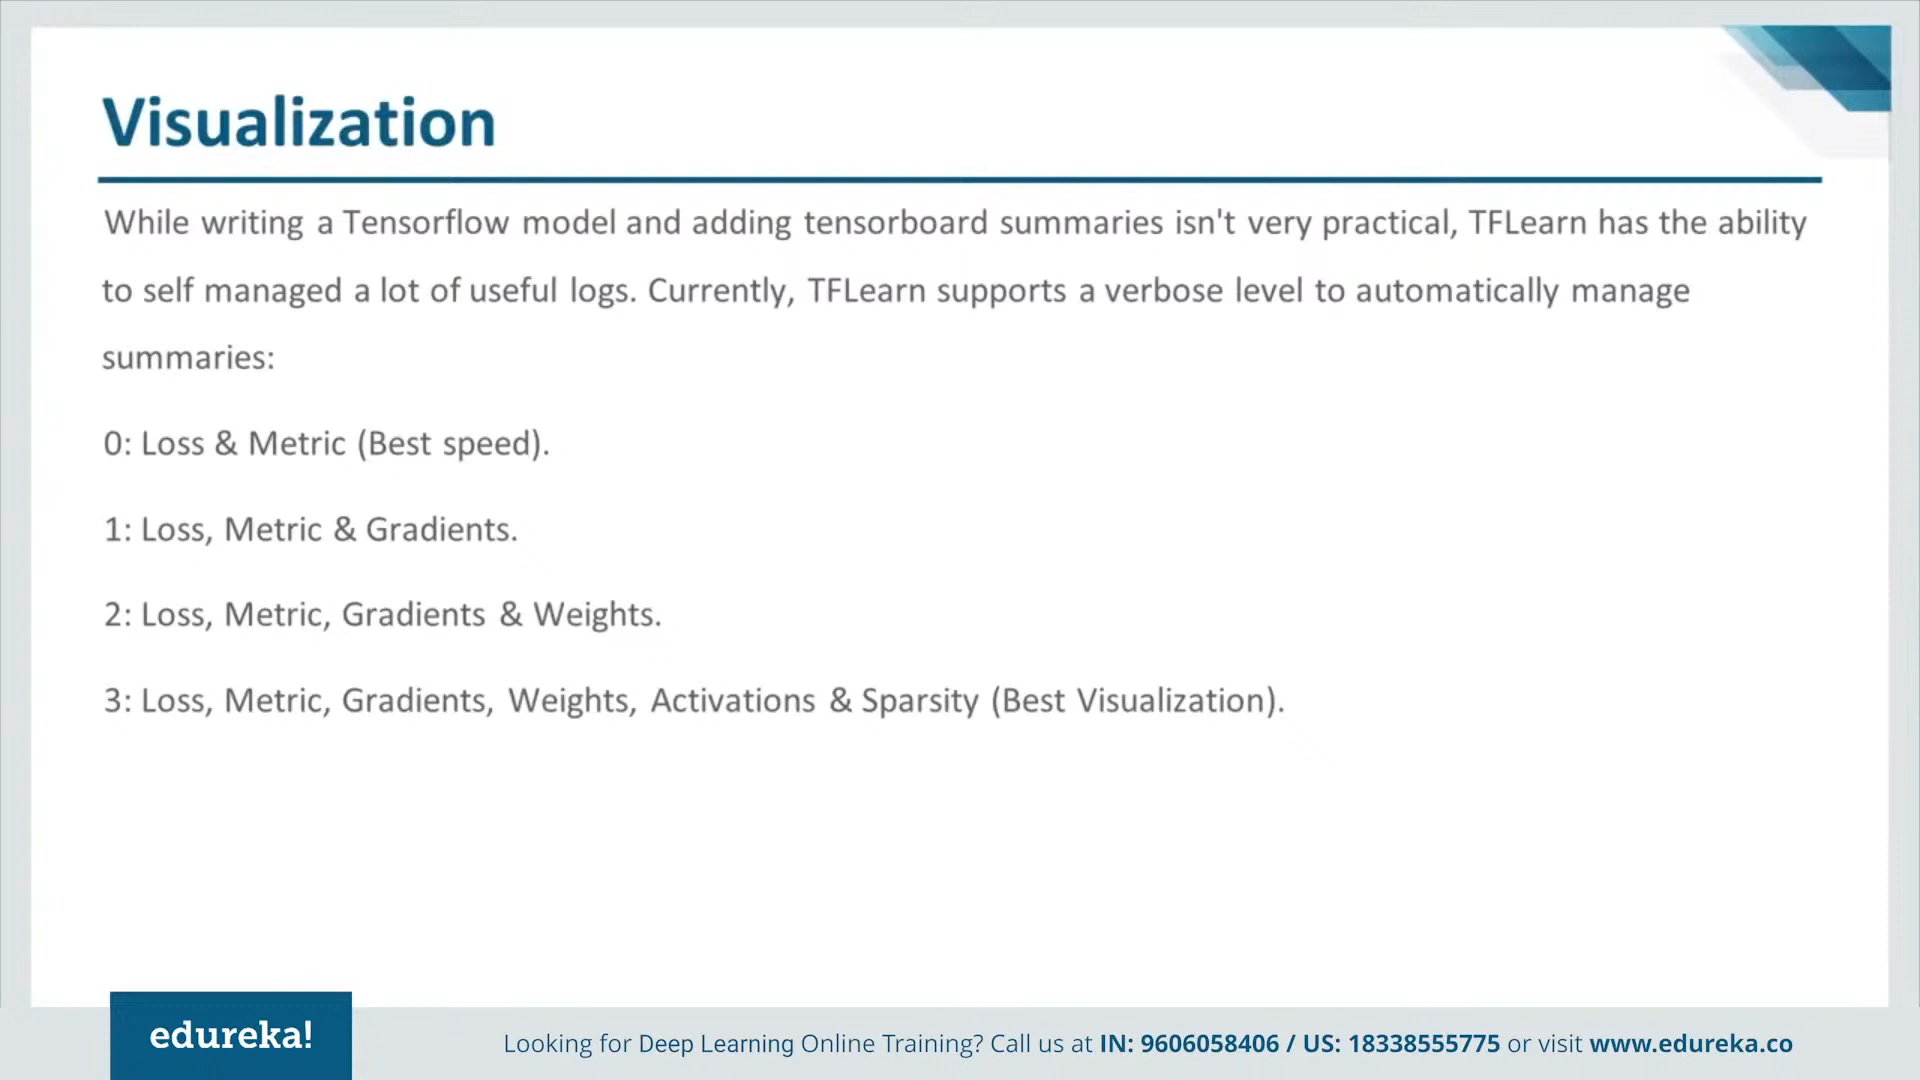 Visualization
While writing a Tensorflow model and adding tensorboard summaries isn't very practical, TFLearn has the ability
to self managed a lot of useful logs. Currently, TFLearn supports a verbose level to automatically manage
summaries:
0: Loss & Metric (Best speed).
1: Loss, Metric & Gradients.
2: Loss, Metric, Gradients & Weights.
3: Loss, Metric, Gradients, Weights, Activations & Sparsity (Best Visualization).
edureka!
Looking for Deep Learning Online Training? Call us at IN: 9606058406 / US: 18338555775 or visit www.edureka.co